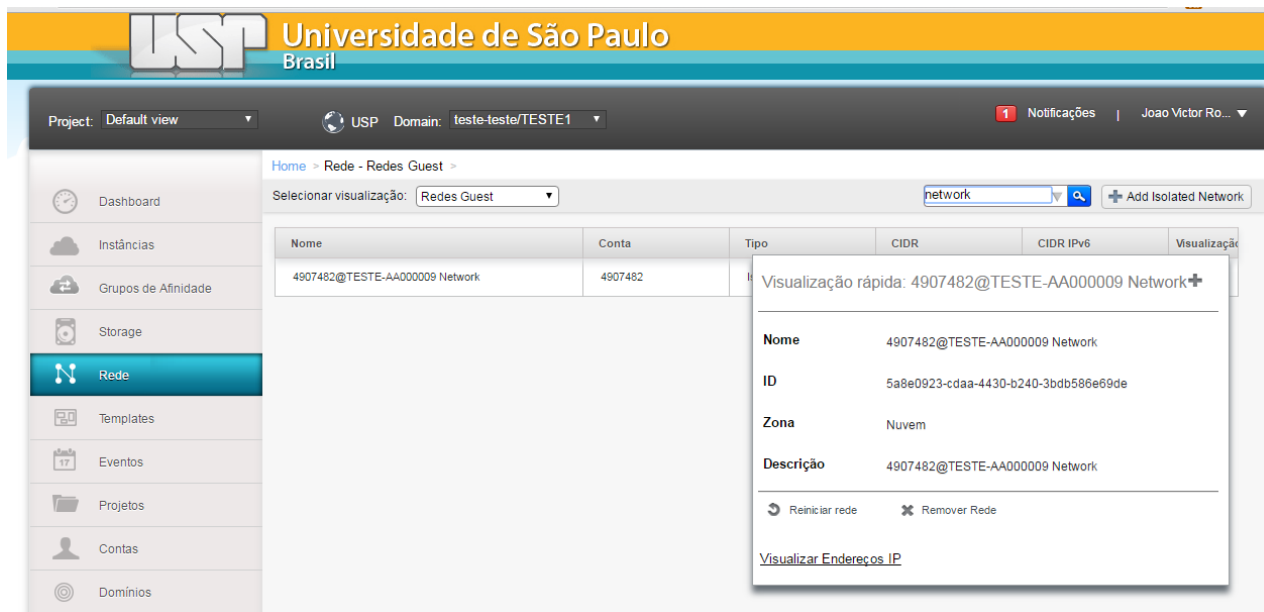 USP Universidade de São Paulo
Brasil
Project: Default view USP Domain: teste-teste/TESTE1 1 Notificações | Joao Victor Ro...
Home > Rede - Redes Guest >
Selecionar visualização: Redes Guest network Add Isolated Network
Dashboard
Instâncias
Grupos de Afinidade
Storage
Rede
Templates
Eventos
Projetos
Contas
Domínios
Nome Conta Tipo CIDR CIDR IPv6 Visualização
4907482@TESTE-AA000009 Network 4907482
Visualização rápida: 4907482@TESTE-AA000009 Network
Nome 4907482@TESTE-AA000009 Network
ID 5a8e0923-cdaa-4430-b240-3bdb586e69de
Zona Nuvem
Descrição 4907482@TESTE-AA000009 Network
Reiniciar rede Remover Rede
Visualizar Endereços IP